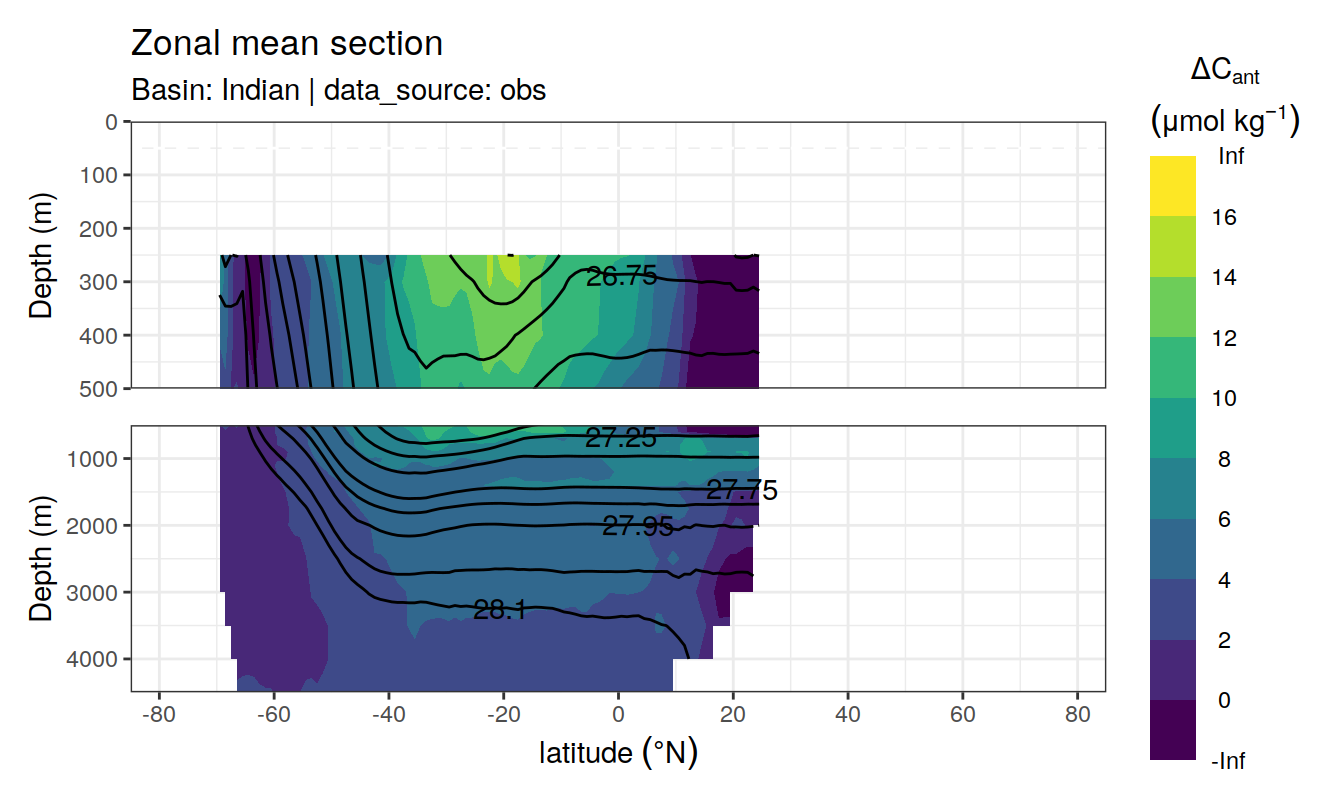 Zonal mean section
Basin: Indian | data_source: obs
ΔCant
(μmol kg⁻¹)
Inf
16
14
12
10
8
6
4
2
0
-Inf
Depth (m)
0
100
200
300
400
500
26.75
Depth (m)
1000
2000
3000
4000
27.25
27.75
27.95
28.1
-80 -60 -40 -20 0 20 40 60 80
latitude (°N)